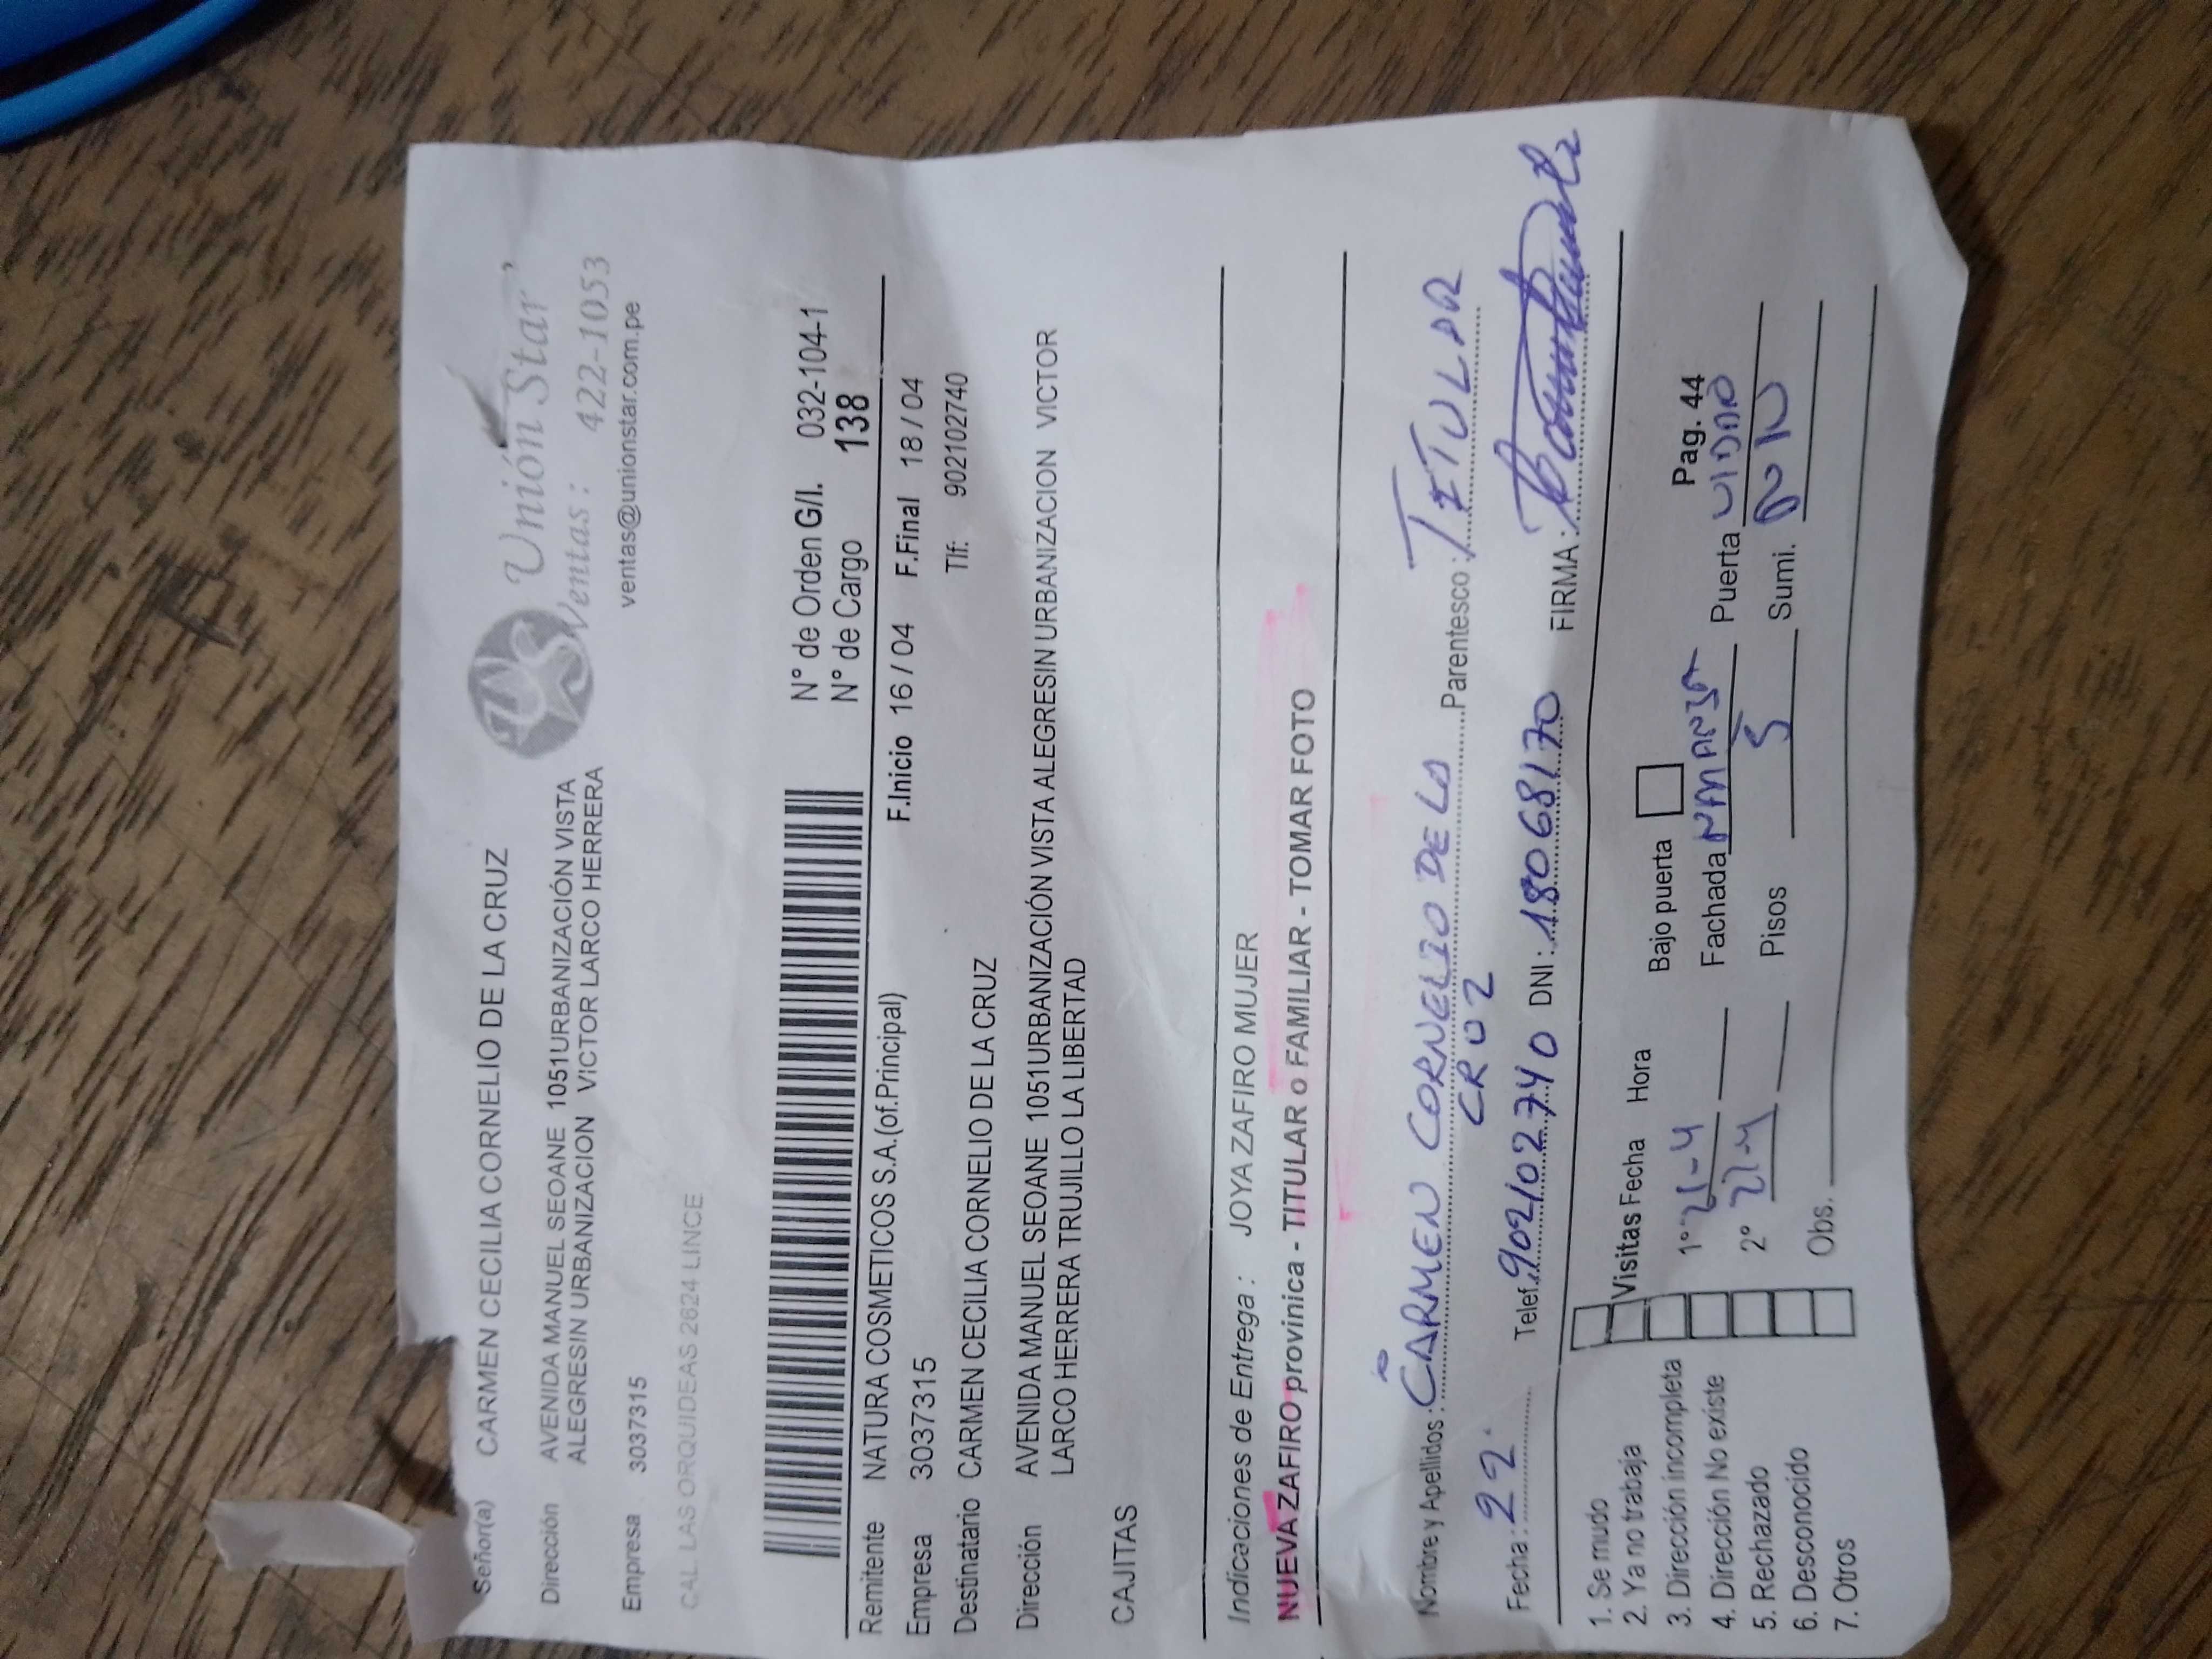 Señor(a) CARMEN CECILIA CORNELIO DE LA CRUZ
Dirección AVENIDA MANUEL SEOANE 1051URBANIZACIÓN VISTA
ALEGRESIN URBANIZACION VICTOR LARCO HERRERA
Empresa 3037315
CAL. LAS ORQUIDEAS 2624 LINCE
Unión Star
Ventas : 422-1053
ventas@unionstar.com.pe
N° de Orden G/I. 032-104-1
N° de Cargo 138
Remitente NATURA COSMETICOS S.A.(of.Principal) F.Inicio 16 / 04 F.Final 18 / 04
Empresa 3037315 Tlf: 902102740
Destinatario CARMEN CECILIA CORNELIO DE LA CRUZ
Dirección AVENIDA MANUEL SEOANE 1051URBANIZACIÓN VISTA ALEGRESIN URBANIZACION VICTOR
LARCO HERRERA TRUJILLO LA LIBERTAD
CAJITAS
Indicaciones de Entrega : JOYA ZAFIRO MUJER
NUEVA ZAFIRO provinica - TITULAR o FAMILIAR - TOMAR FOTO
Nombre y Apellidos : CARMEN CORNELIO DE LA Parentesco : TITULAR
CRUZ
Fecha : 22 Telef. 902102740 DNI : 18068170 FIRMA :
1. Se mudo
2. Ya no trabaja Visitas Fecha Hora Bajo puerta
3. Dirección incompleta 1° 21-4 Fachada Puerta Pag. 44
4. Dirección No existe 2° Pisos 5 Sumi.
5. Rechazado
6. Desconocido Obs.
7. Otros